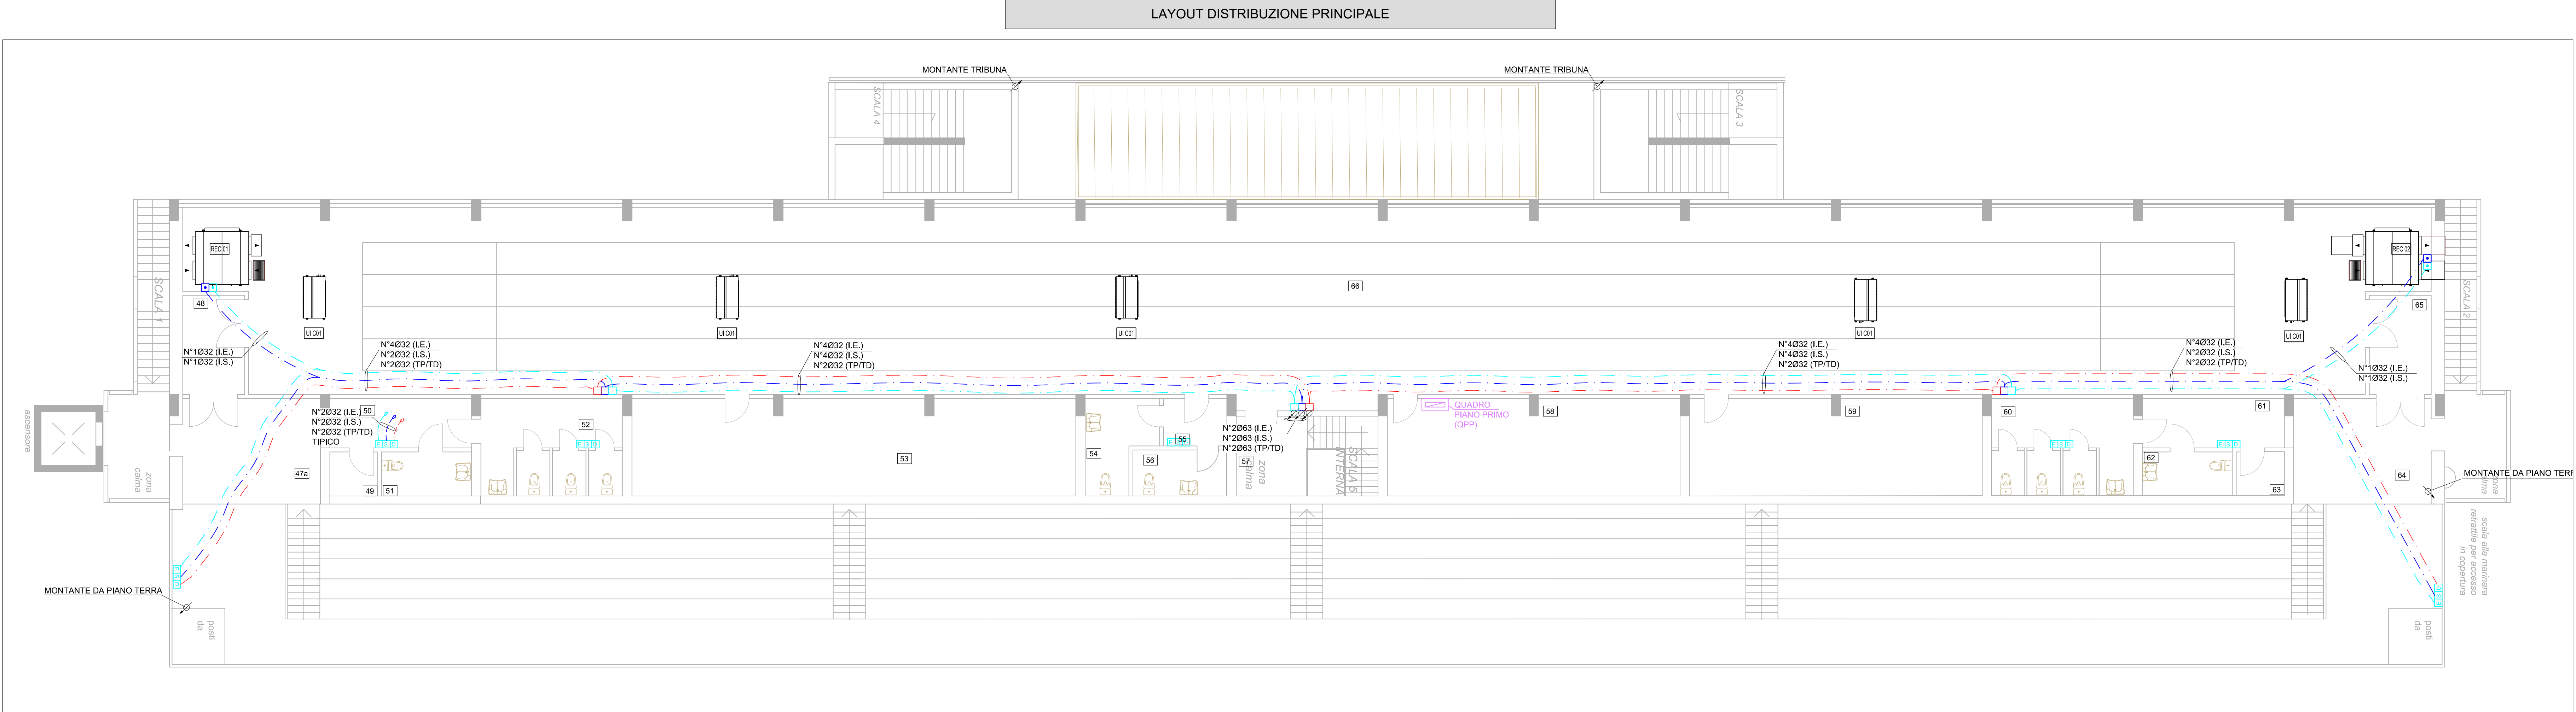 LAYOUT DISTRIBUZIONE PRINCIPALE
MONTANTE TRIBUNA
MONTANTE TRIBUNA
SCALA 4
SCALA 3
REC 01
REC 02
SCALA 1
SCALA 2
48
66
65
UI C01
UI C01
UI C01
UI C01
UI C01
N°1Ø32 (I.E.)
N°1Ø32 (I.S.)
N°4Ø32 (I.E.)
N°2Ø32 (I.S.)
N°2Ø32 (TP/TD)
N°4Ø32 (I.E.)
N°4Ø32 (I.S.)
N°2Ø32 (TP/TD)
N°4Ø32 (I.E.)
N°4Ø32 (I.S.)
N°2Ø32 (TP/TD)
N°4Ø32 (I.E.)
N°2Ø32 (I.S.)
N°2Ø32 (TP/TD)
N°1Ø32 (I.E.)
N°1Ø32 (I.S.)
ascensore
zona
calma
47a
N°2Ø32 (I.E.)
N°2Ø32 (I.S.)
N°2Ø32 (TP/TD)
TIPICO
50
49
51
52
53
54
55
56
57
N°2Ø63 (I.E.)
N°2Ø63 (I.S.)
N°2Ø63 (TP/TD)
zona
alma
SCALA 5
INTERNA
QUADRO
PIANO PRIMO
(QPP)
58
59
60
61
62
63
64
zona
alma
MONTANTE DA PIANO TERR
scala alla marinara
retrattile per accesso
in copertura
MONTANTE DA PIANO TERRA
posti
da
posti
da